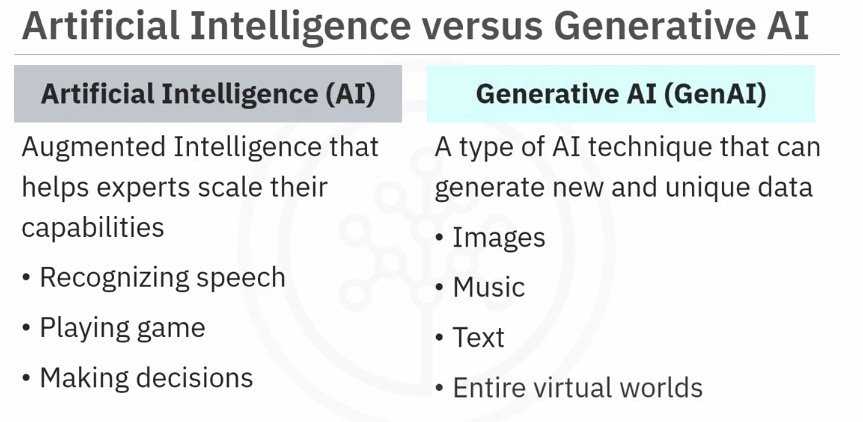 Artificial Intelligence versus Generative AI
Artificial Intelligence (AI)
Augmented Intelligence that
helps experts scale their
capabilities
• Recognizing speech
• Playing game
• Making decisions
Generative AI (GenAI)
A type of AI technique that can
generate new and unique data
• Images
• Music
• Text
• Entire virtual worlds